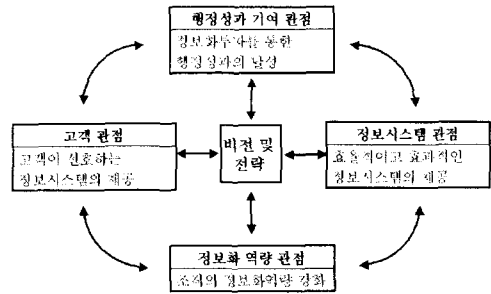 행정성과 기여 관점
정보화투자를 통한
행정성과의 달성
고객 관점
고객이 선호하는
정보시스템의 제공
비전 및
전략
정보시스템 관점
효율적이고 효과적인
정보시스템의 제공
정보화 역량 관점
조직의 정보화역량 강화